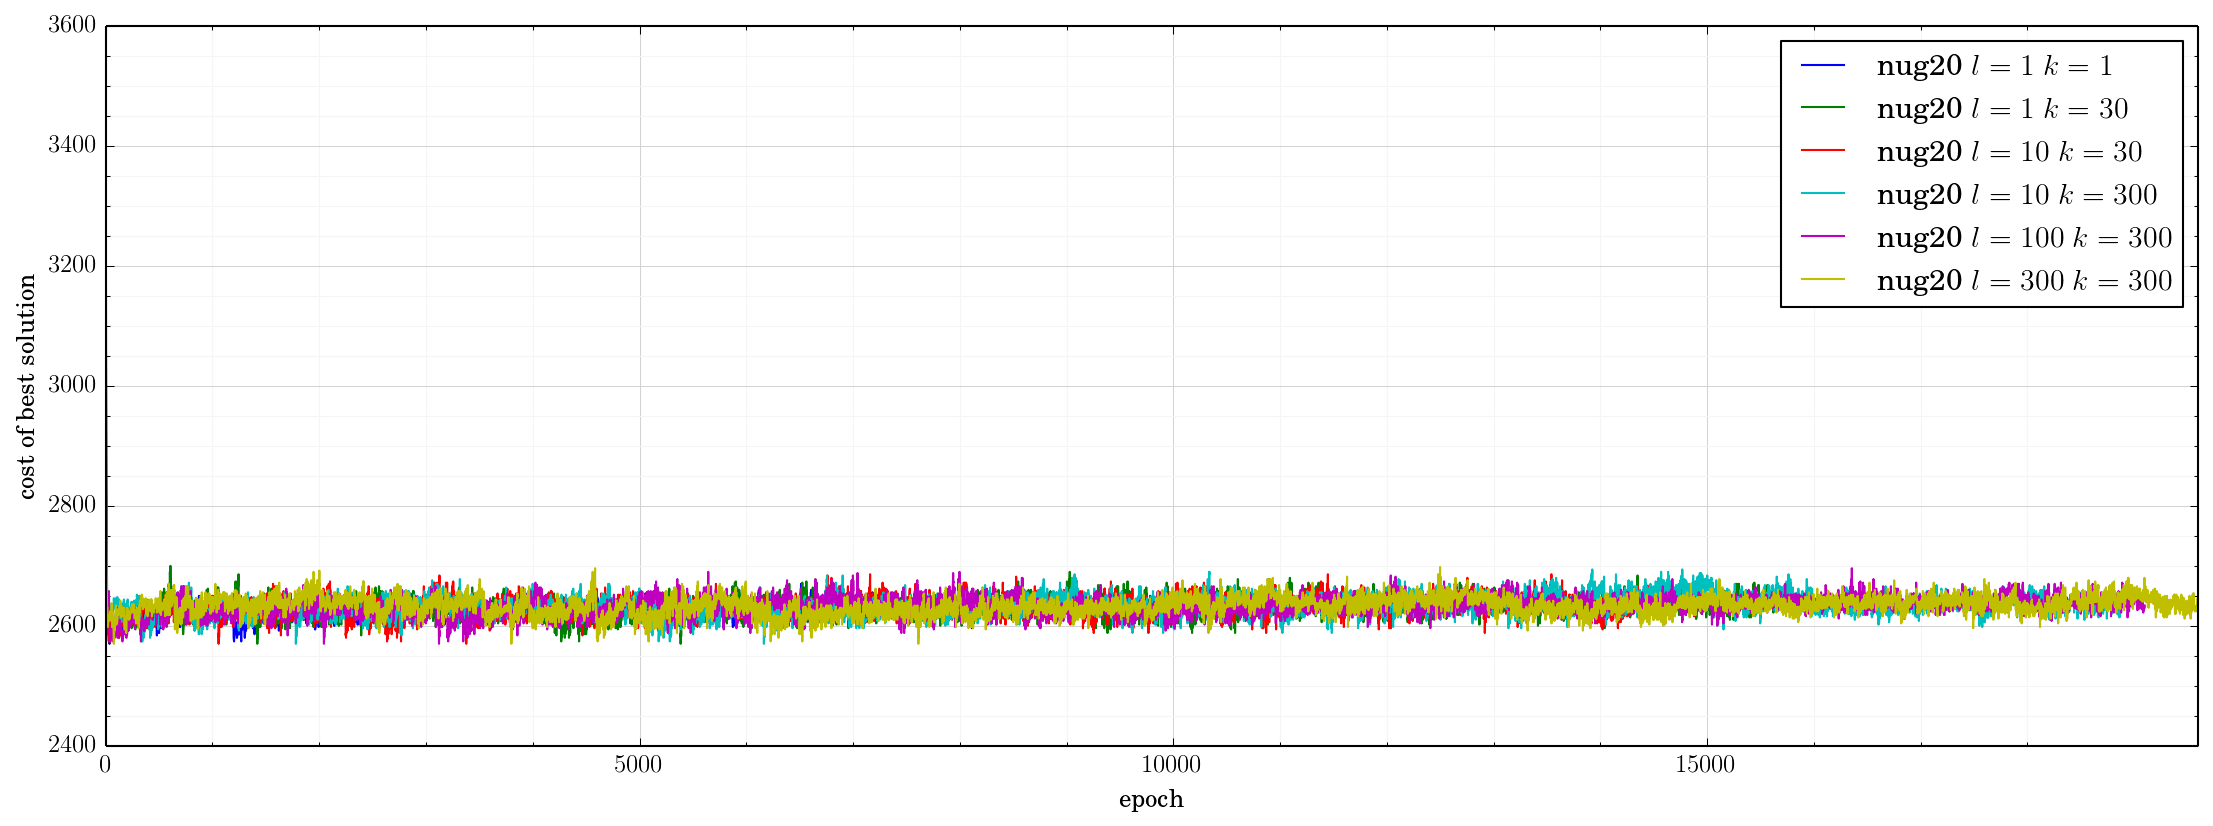 3600
3400
3200
3000
2800
2600
2400
cost of best solution
0
5000
10000
15000
epoch
nug20 l = 1 k = 1
nug20 l = 1 k = 30
nug20 l = 10 k = 30
nug20 l = 10 k = 300
nug20 l = 100 k = 300
nug20 l = 300 k = 300